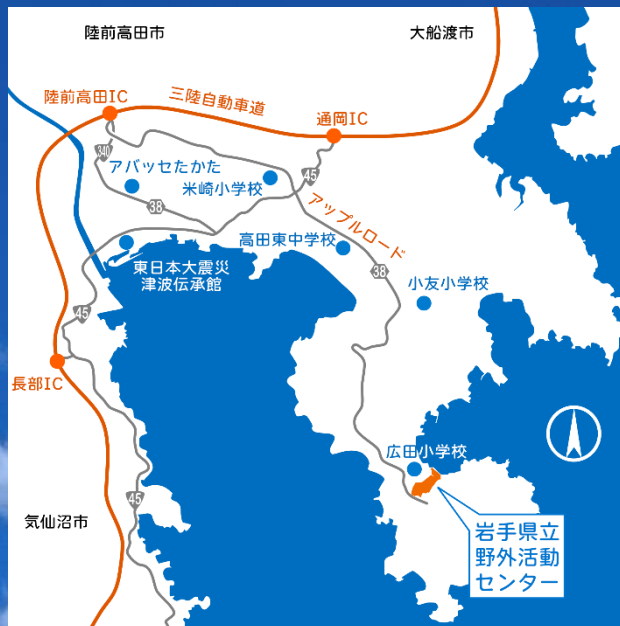 陸前高田市
大船渡市
陸前高田IC
三陸自動車道
通岡IC
340
アバッセたかた
米崎小学校
45
38
アップルロード
高田東中学校
東日本大震災
津波伝承館
38
小友小学校
45
長部IC
広田小学校
45
気仙沼市
岩手県立
野外活動
センター